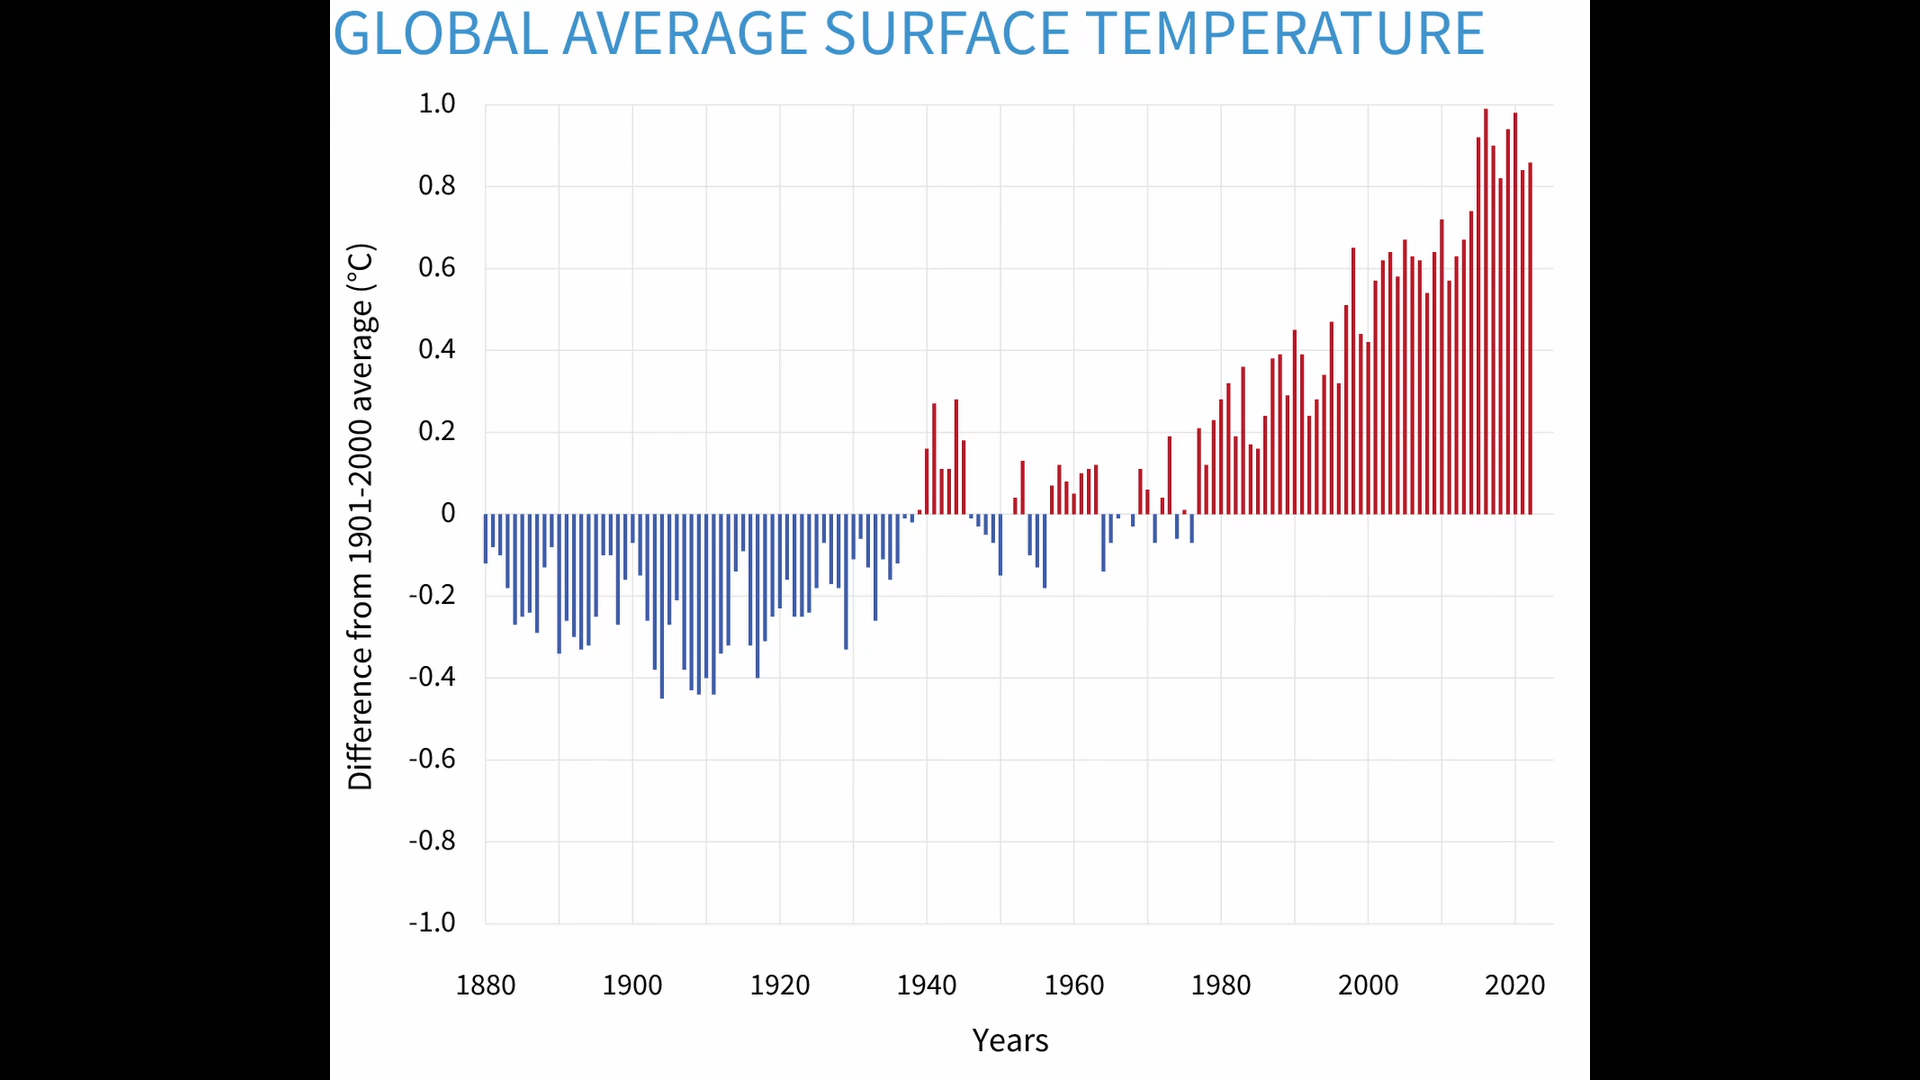 GLOBAL AVERAGE SURFACE TEMPERATURE
Difference from 1901-2000 average (°C)
1.0
0.8
0.6
0.4
0.2
0
-0.2
-0.4
-0.6
-0.8
-1.0
1880 1900 1920 1940 1960 1980 2000 2020
Years